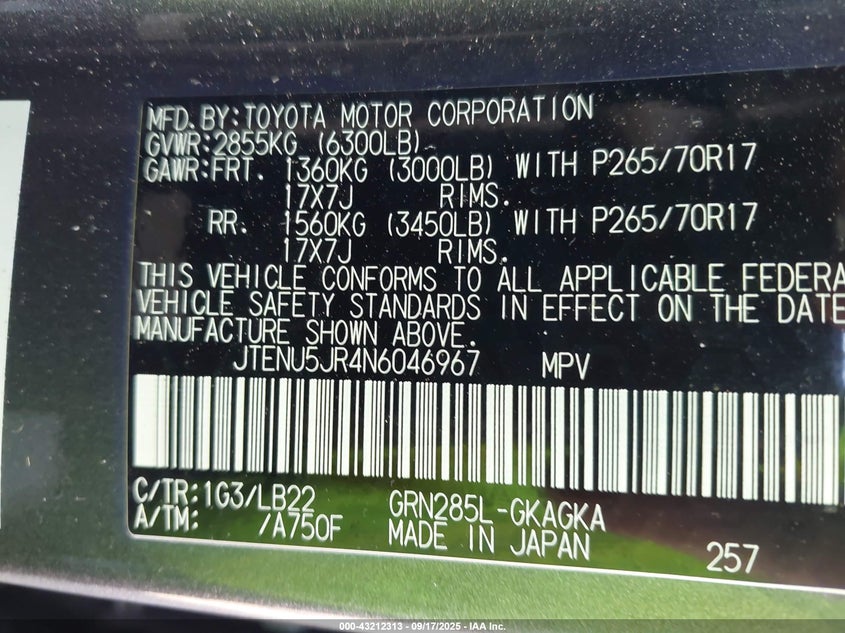 MFD. BY: TOYOTA MOTOR CORPORATION
GVWR: 2855KG (6300LB)
GAWR: FRT. 1360KG (3000LB) WITH P265/70R17
17X7J RIMS.
RR. 1560KG (3450LB) WITH P265/70R17
17X7J RIMS.
THIS VEHICLE CONFORMS TO ALL APPLICABLE FEDERA
VEHICLE SAFETY STANDARDS IN EFFECT ON THE DATE
MANUFACTURE SHOWN ABOVE.
JTENU5JR4N6046967 MPV
C/TR: 1G3/LB22 GRN285L-GKAGKA
A/TM: /A750F MADE IN JAPAN 257
000-43212313 - 09/17/2025 - IAA Inc.